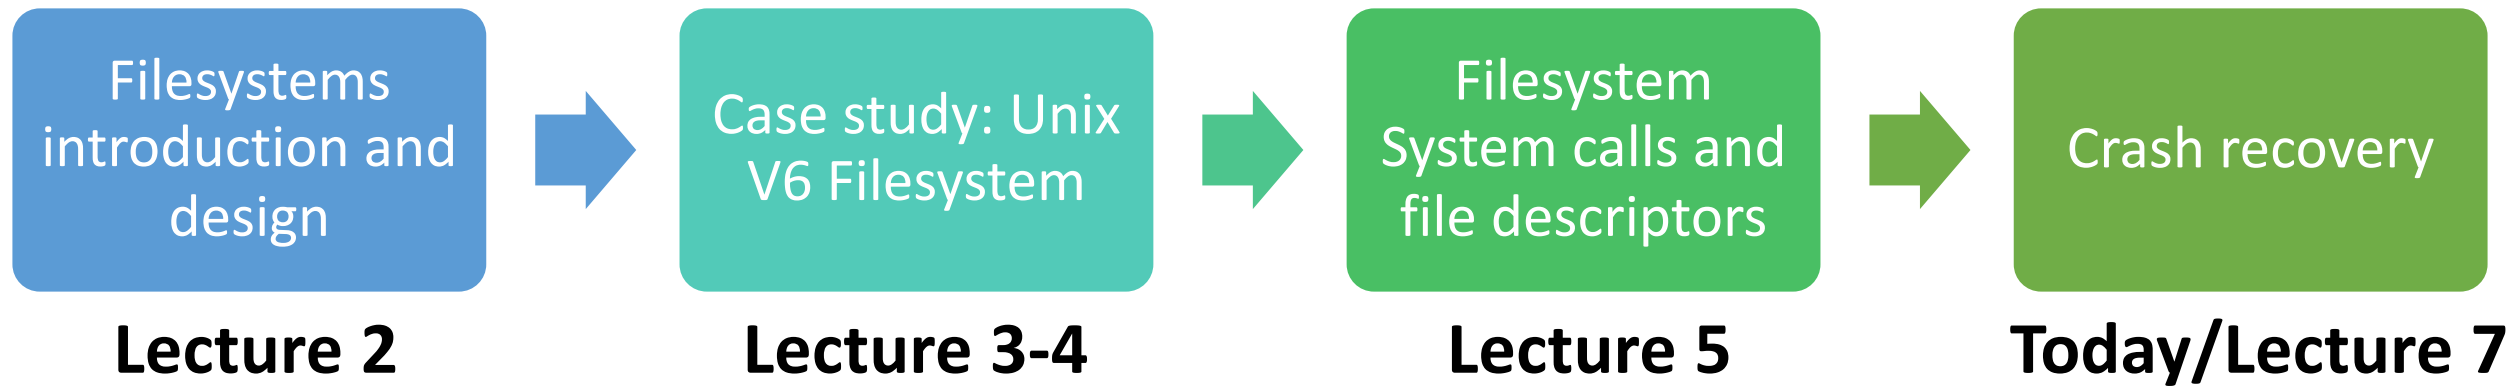 Filesystems
introduction and
design
Case study: Unix
V6 Filesystem
Filesystem
System calls and
file descriptors
Crash recovery
Lecture 2
Lecture 3-4
Lecture 5
Today/Lecture 7